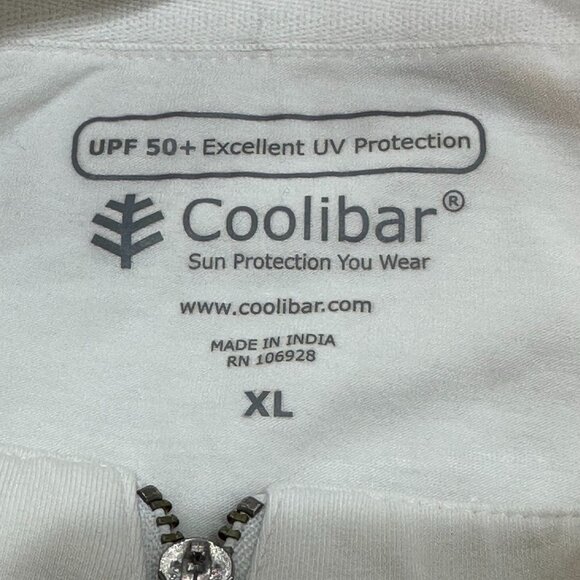 UPF 50+ Excellent UV Protection
Coolibar®
Sun Protection You Wear
www.coolibar.com
MADE IN INDIA
RN 106928
XL